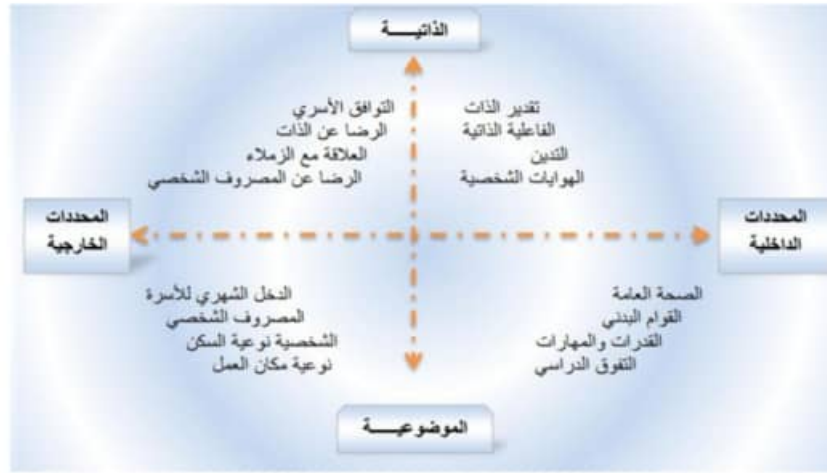 الذاتيـــــة
تقدير الذات
الفاعلية الذاتية
التدين
الهوايات الشخصية
التوافق الأسري
الرضا عن الذات
العلاقة مع الزملاء
الرضا عن المصروف الشخصي
المحددات
الداخلية
المحددات
الخارجية
الصحة العامة
القوام البدني
القدرات والمهارات
التفوق الدراسي
الدخل الشهري للأسرة
المصروف الشخصي
الشخصية نوعية السكن
نوعية مكان العمل
الموضوعيـــــة